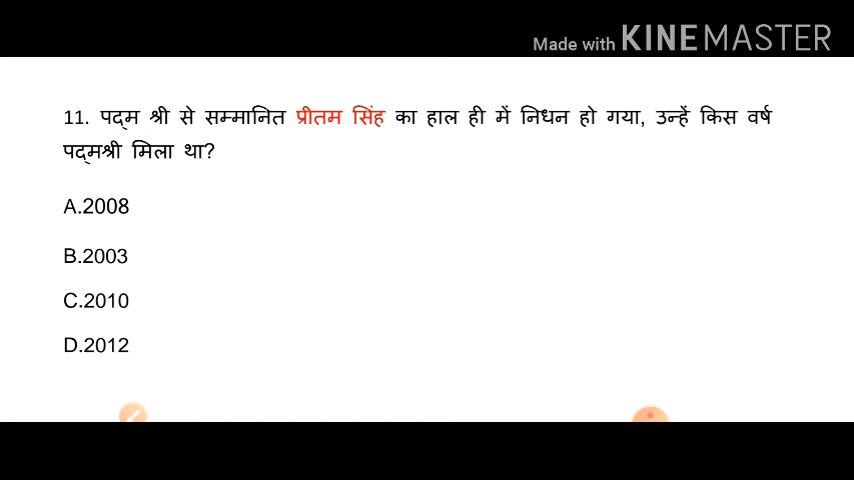 Made with KINEMASTER
11. पद्म श्री से सम्मानित प्रीतम सिंह का हाल ही में निधन हो गया, उन्हें किस वर्ष
पद्मश्री मिला था?
A.2008
B.2003
C.2010
D.2012